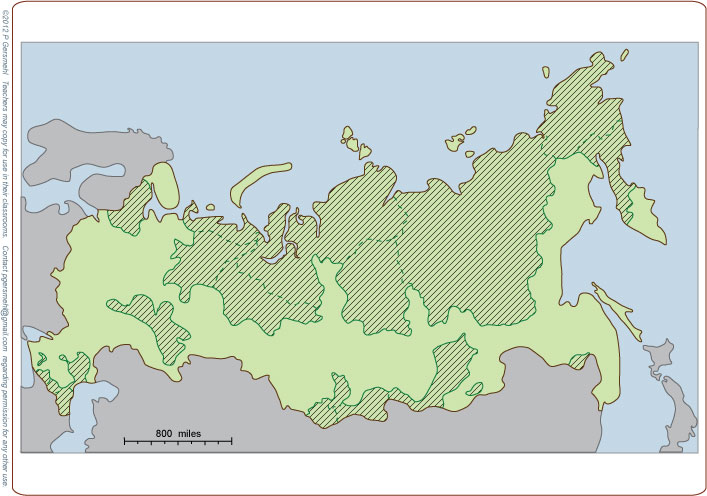 ©2012 P Gersmehl Teachers may copy for use in their classrooms. Contact pgersmehl@gmail.com regarding permission for any other use.
800 miles